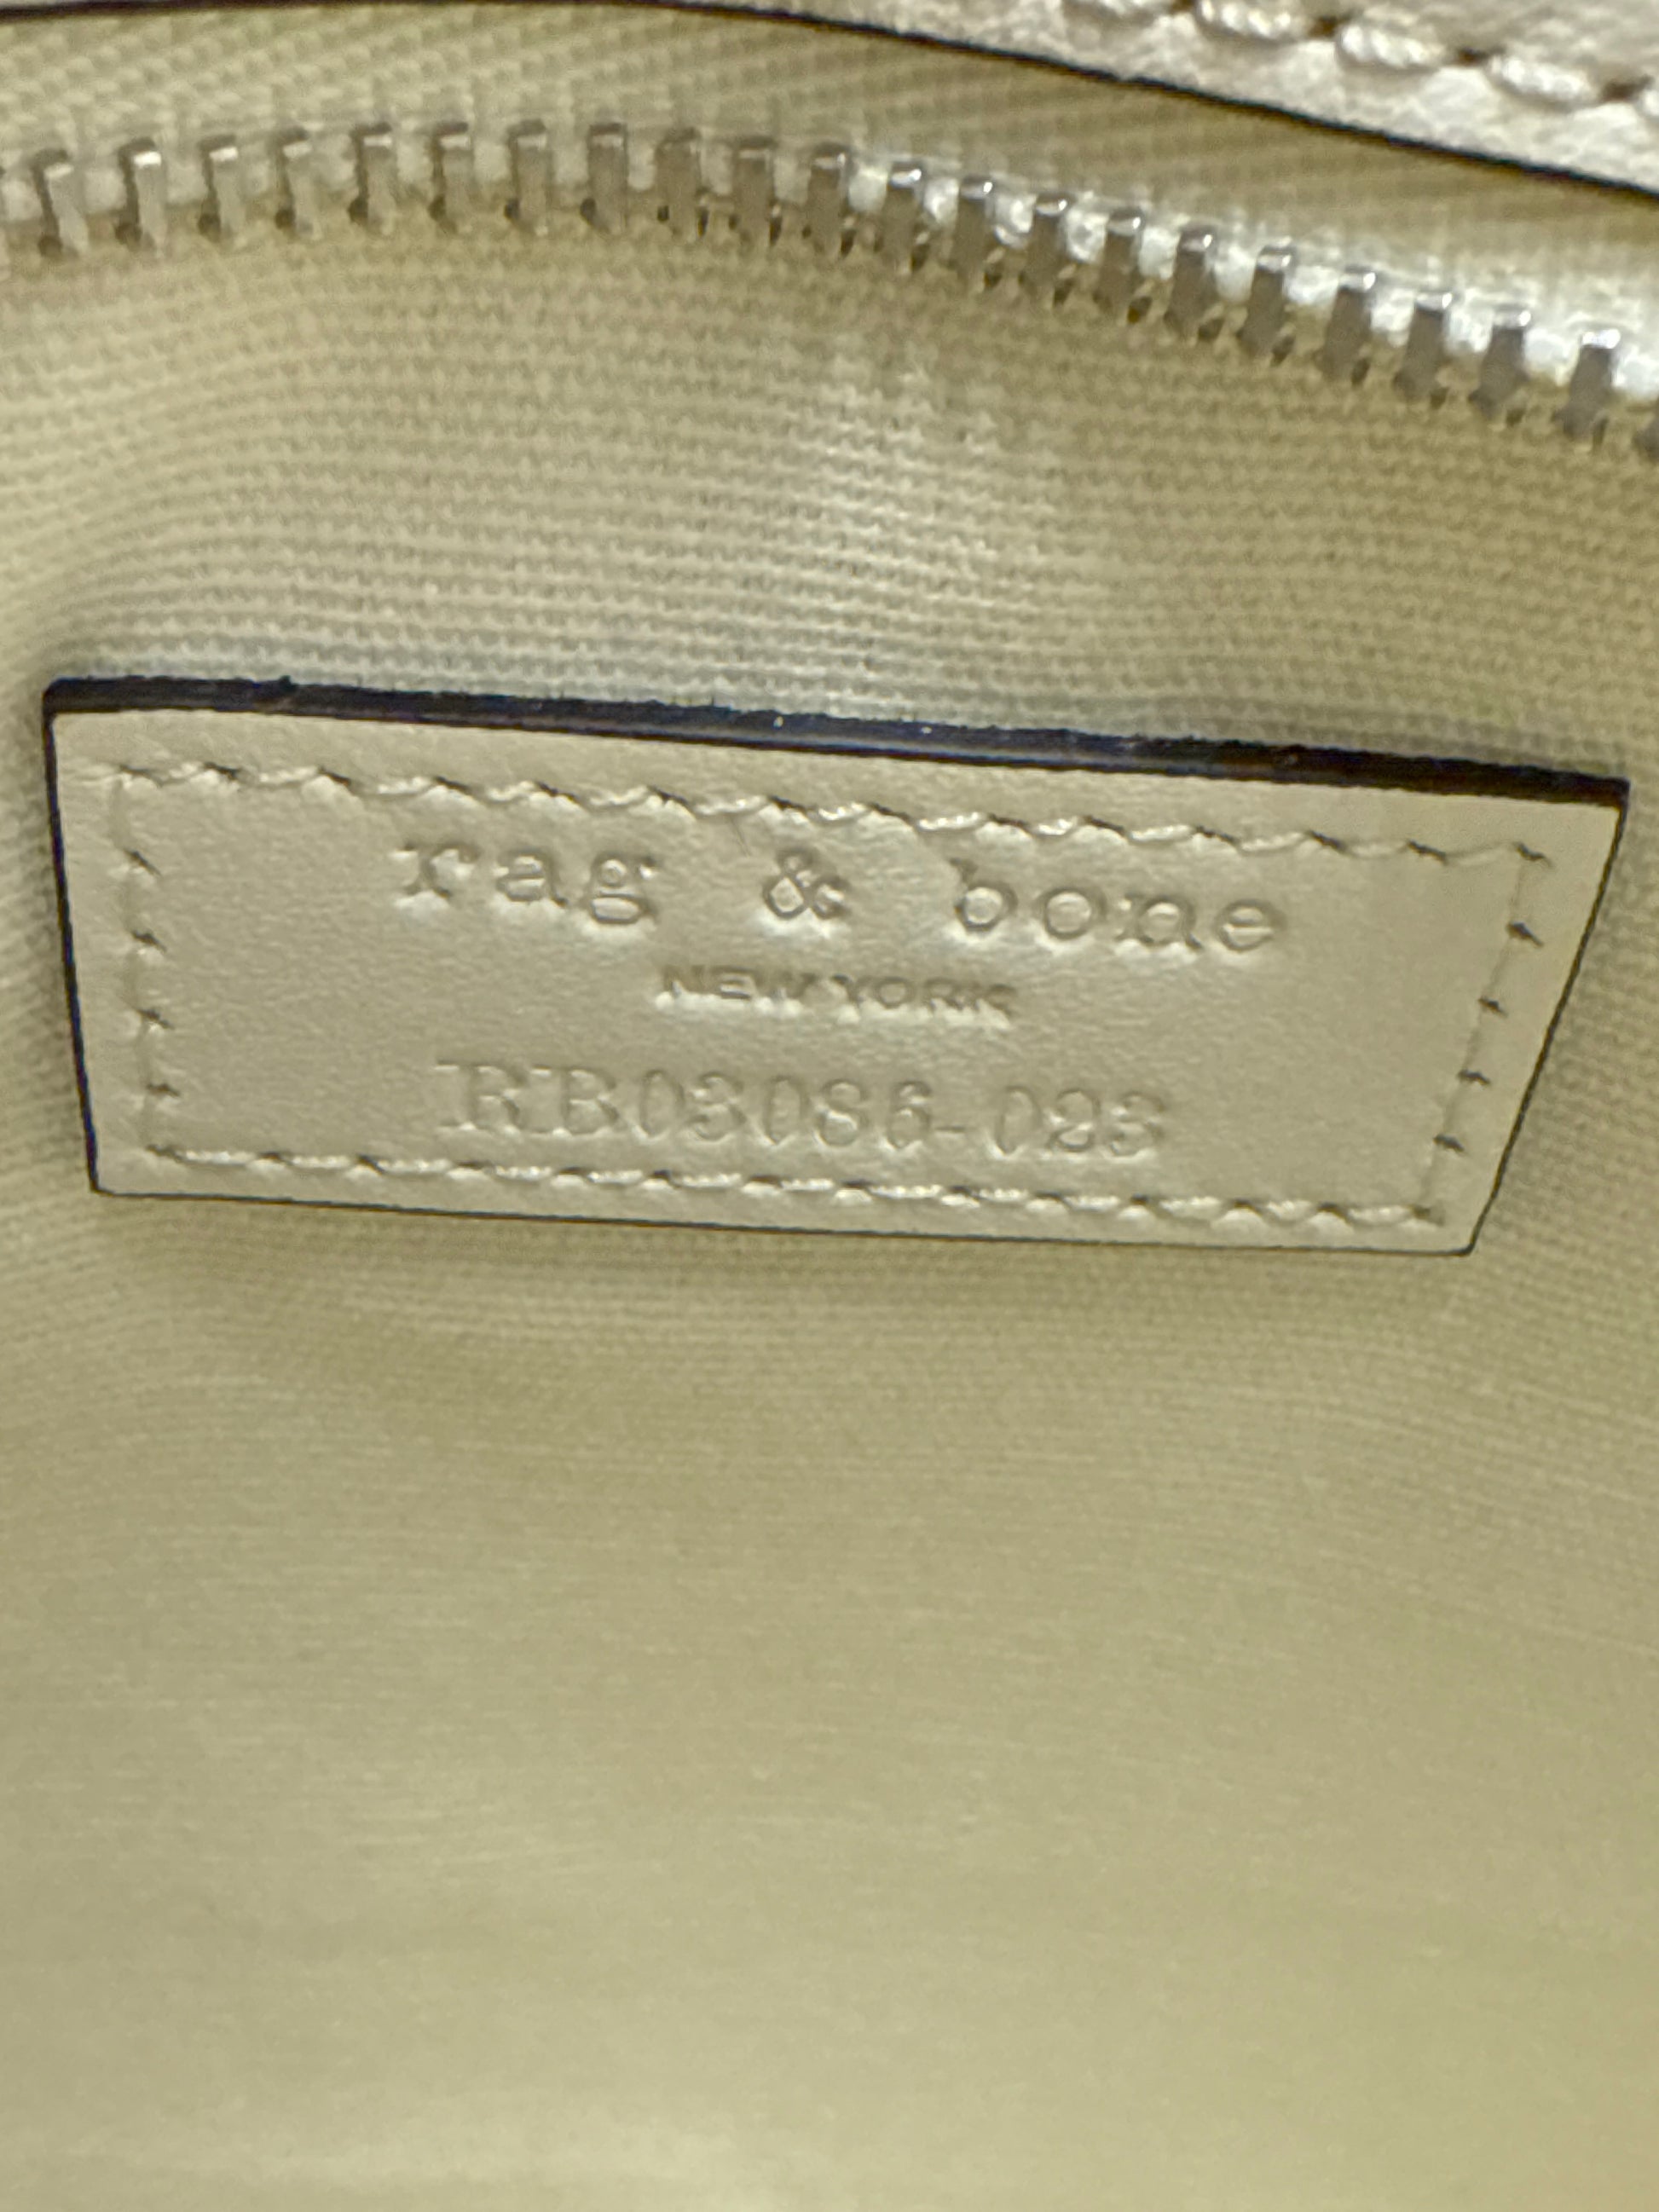 rag & bone
NEW YORK
RB03086-023